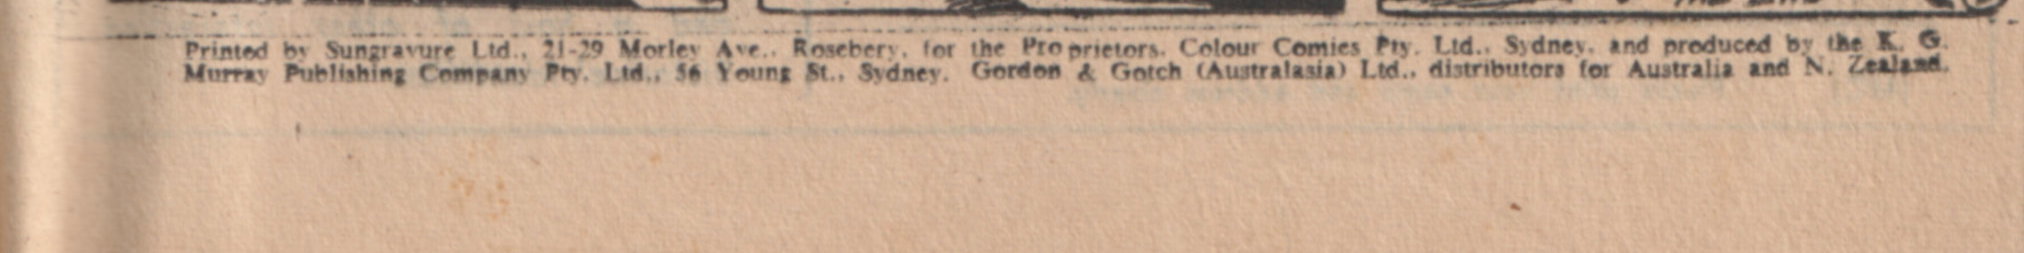 Printed by Sungravure Ltd., 21-29 Morley Ave., Rosebery, for the Proprietors, Colour Comics Pty. Ltd., Sydney, and produced by the K. G.
Murray Publishing Company Pty. Ltd., 56 Young St., Sydney. Gordon & Gotch (Australasia) Ltd., distributors for Australia and N. Zealand.